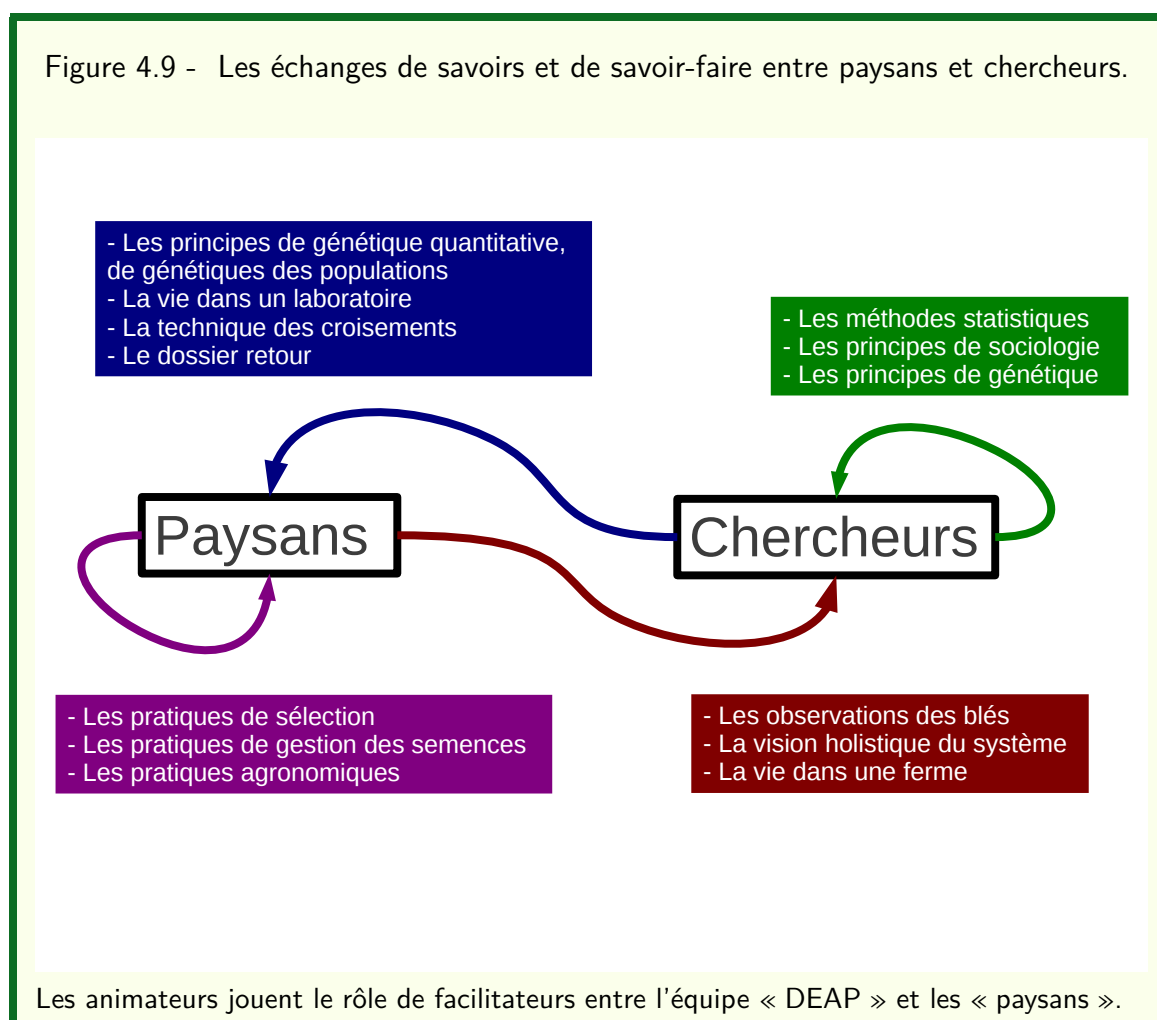 Figure 4.9 - Les échanges de savoirs et de savoir-faire entre paysans et chercheurs.
- Les principes de génétique quantitative,
de génétiques des populations
- La vie dans un laboratoire
- La technique des croisements
- Le dossier retour
- Les méthodes statistiques
- Les principes de sociologie
- Les principes de génétique
Paysans
Chercheurs
- Les pratiques de sélection
- Les pratiques de gestion des semences
- Les pratiques agronomiques
- Les observations des blés
- La vision holistique du système
- La vie dans une ferme
Les animateurs jouent le rôle de facilitateurs entre l'équipe « DEAP » et les « paysans ».